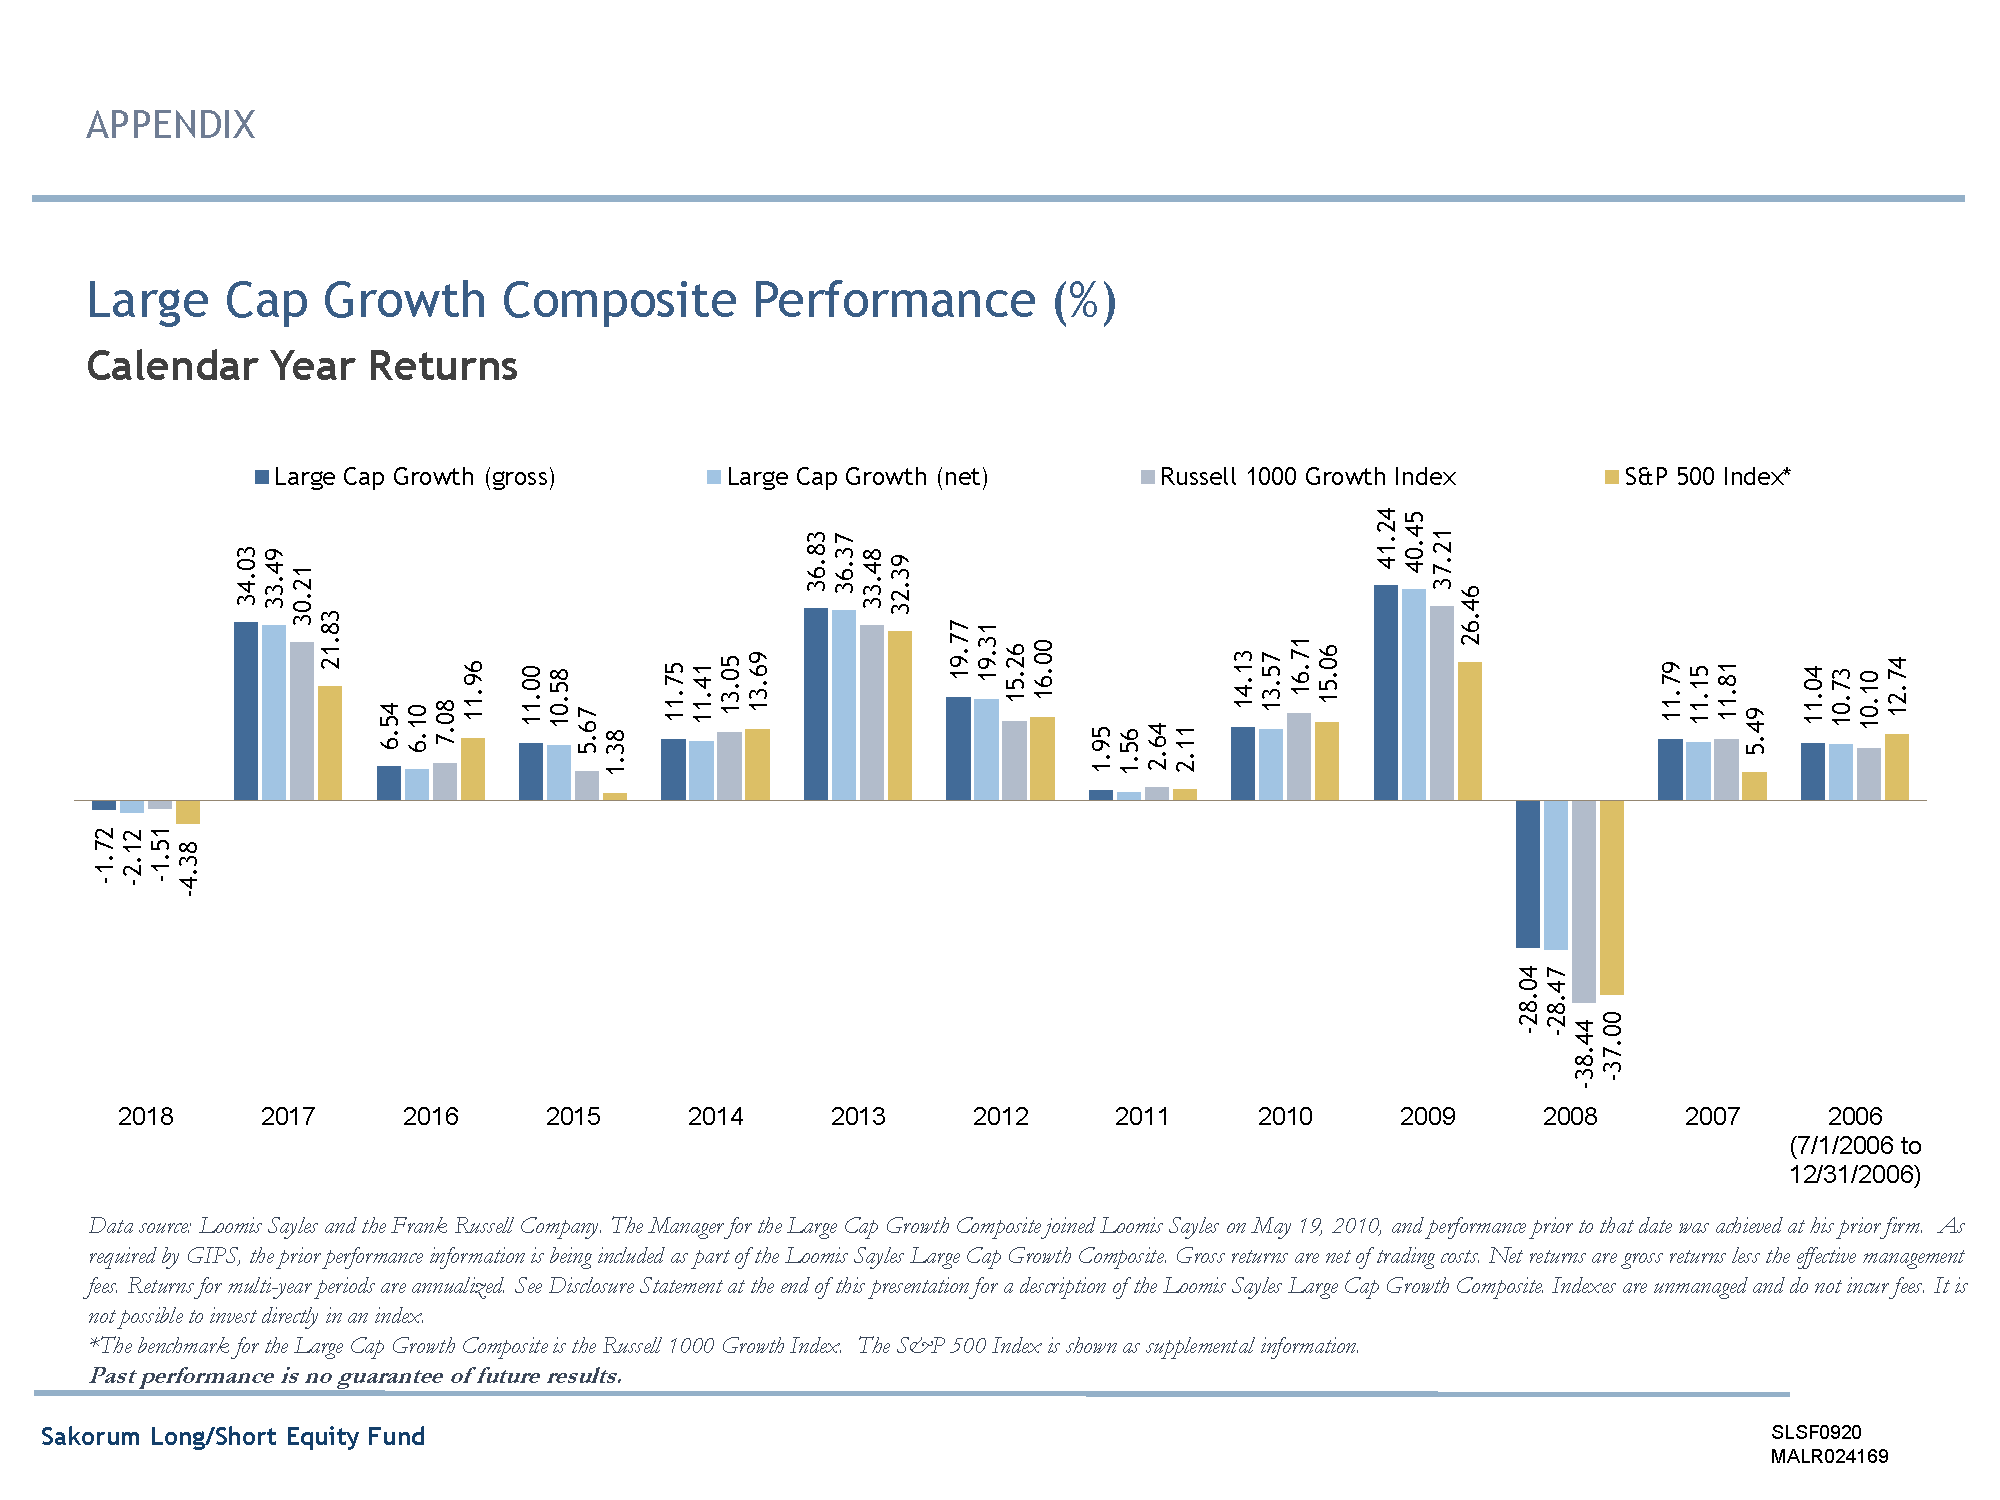 APPENDIX
Large Cap Growth Composite Performance (%)
Calendar Year Returns
Large Cap Growth (gross) Large Cap Growth (net) Russell 1000 Growth Index S&P 500 Index*
-1.72 -2.12 -1.51 -4.38
34.03 33.49 30.21 21.83
6.54 6.10 7.08 11.96
11.00 10.58 5.67 1.38
11.75 11.41 13.05 13.69
36.83 36.37 33.48 32.39
19.77 19.31 15.26 16.00
1.95 1.56 2.64 2.11
14.13 13.57 16.71 15.06
41.24 40.45 37.21 26.46
-28.04 -28.47 -38.44 -37.00
11.79 11.15 11.81 5.49
11.04 10.73 10.10 12.74
2018 2017 2016 2015 2014 2013 2012 2011 2010 2009 2008 2007 2006
(7/1/2006 to
12/31/2006)
Data source: Loomis Sayles and the Frank Russell Company. The Manager for the Large Cap Growth Composite joined Loomis Sayles on May 19, 2010, and performance prior to that date was achieved at his prior firm. As
required by GIPS, the prior performance information is being included as part of the Loomis Sayles Large Cap Growth Composite. Gross returns are net of trading costs. Net returns are gross returns less the effective management
fees. Returns for multi-year periods are annualized. See Disclosure Statement at the end of this presentation for a description of the Loomis Sayles Large Cap Growth Composite. Indexes are unmanaged and do not incur fees. It is
not possible to invest directly in an index.
*The benchmark for the Large Cap Growth Composite is the Russell 1000 Growth Index. The S&P 500 Index is shown as supplemental information.
Past performance is no guarantee of future results.
Sakorum Long/Short Equity Fund
SLSF0920
MALR024169